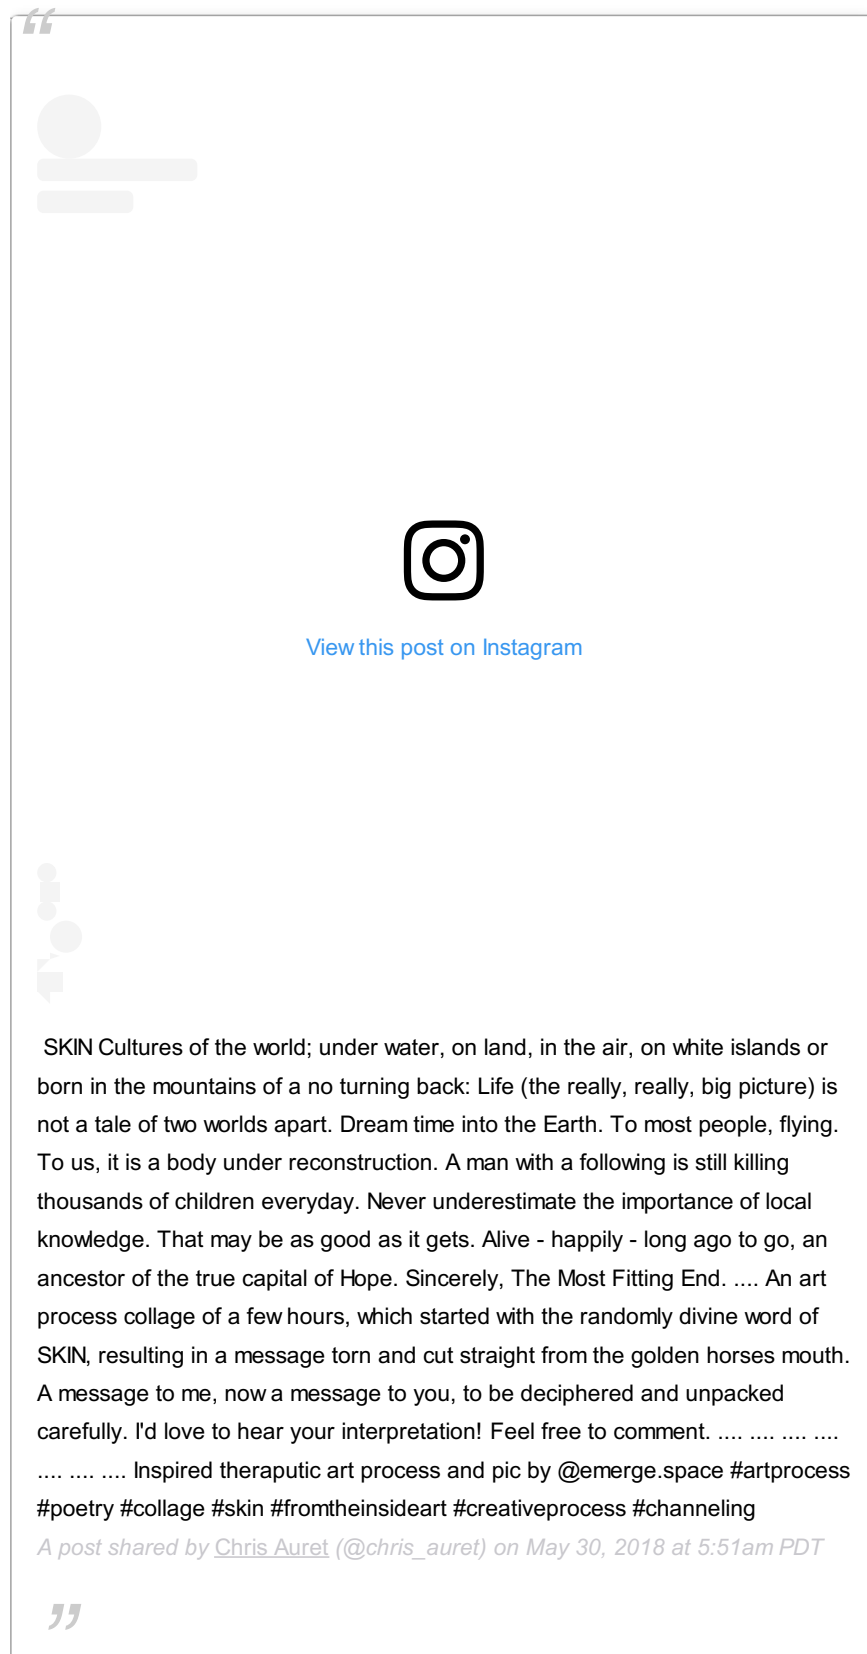 “
View this post on Instagram
SKIN Cultures of the world; under water, on land, in the air, on white islands or
born in the mountains of a no turning back: Life (the really, really, big picture) is
not a tale of two worlds apart. Dream time into the Earth. To most people, flying.
To us, it is a body under reconstruction. A man with a following is still killing
thousands of children everyday. Never underestimate the importance of local
knowledge. That may be as good as it gets. Alive - happily - long ago to go, an
ancestor of the true capital of Hope. Sincerely, The Most Fitting End. .... An art
process collage of a few hours, which started with the randomly divine word of
SKIN, resulting in a message torn and cut straight from the golden horses mouth.
A message to me, now a message to you, to be deciphered and unpacked
carefully. I'd love to hear your interpretation! Feel free to comment. .... .... .... ....
.... .... .... Inspired theraputic art process and pic by @emerge.space #artprocess
#poetry #collage #skin #fromtheinsideart #creativeprocess #channeling
A post shared by Chris Auret (@chris_auret) on May 30, 2018 at 5:51am PDT
”